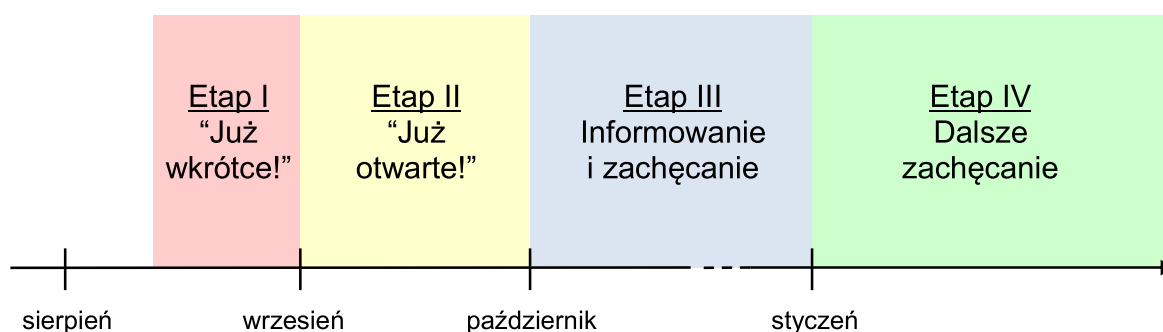 Etap I
“Już
wkrótce!”
Etap II
“Już
otwarte!”
Etap III
Informowanie
i zachęcanie
Etap IV
Dalsze
zachęcanie
sierpień
wrzesień
październik
styczeń